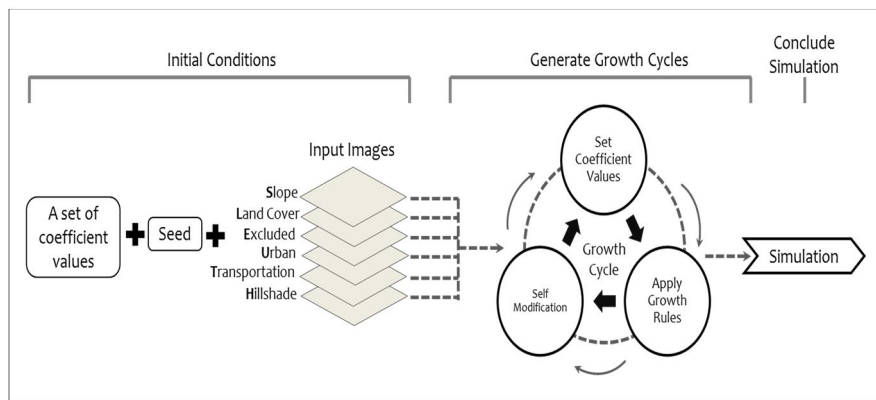 Initial Conditions
Generate Growth Cycles
Conclude
Simulation
Input Images
A set of
coefficient
values
Seed
Slope
Land Cover
Excluded
Urban
Transportation
Hillshade
Set
Coefficient
Values
Growth
Cycle
Self
Modification
Apply
Growth
Rules
Simulation